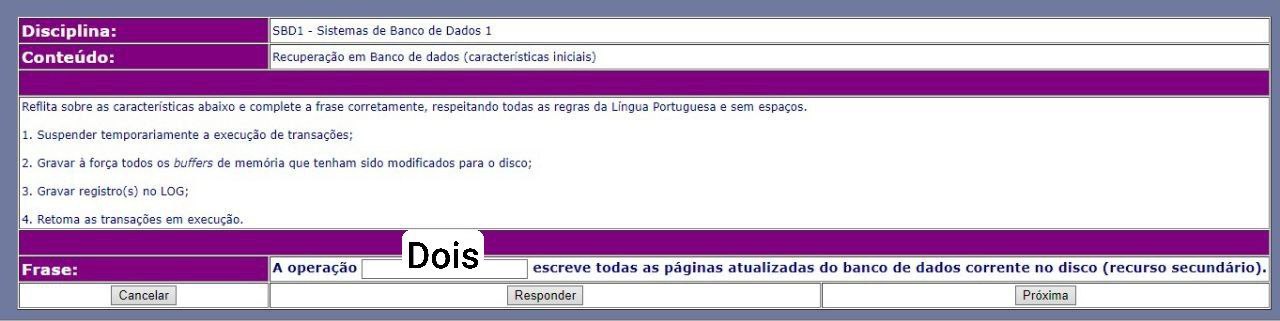 Disciplina: SBD1 - Sistemas de Banco de Dados 1
Conteúdo: Recuperação em Banco de dados (características iniciais)
Reflita sobre as características abaixo e complete a frase corretamente, respeitando todas as regras da Língua Portuguesa e sem espaços.
1. Suspender temporariamente a execução de transações;
2. Gravar à força todos os buffers de memória que tenham sido modificados para o disco;
3. Gravar registro(s) no LOG;
4. Retoma as transações em execução.
Frase: A operação Dois escreve todas as páginas atualizadas do banco de dados corrente no disco (recurso secundário).
Cancelar Responder Próxima